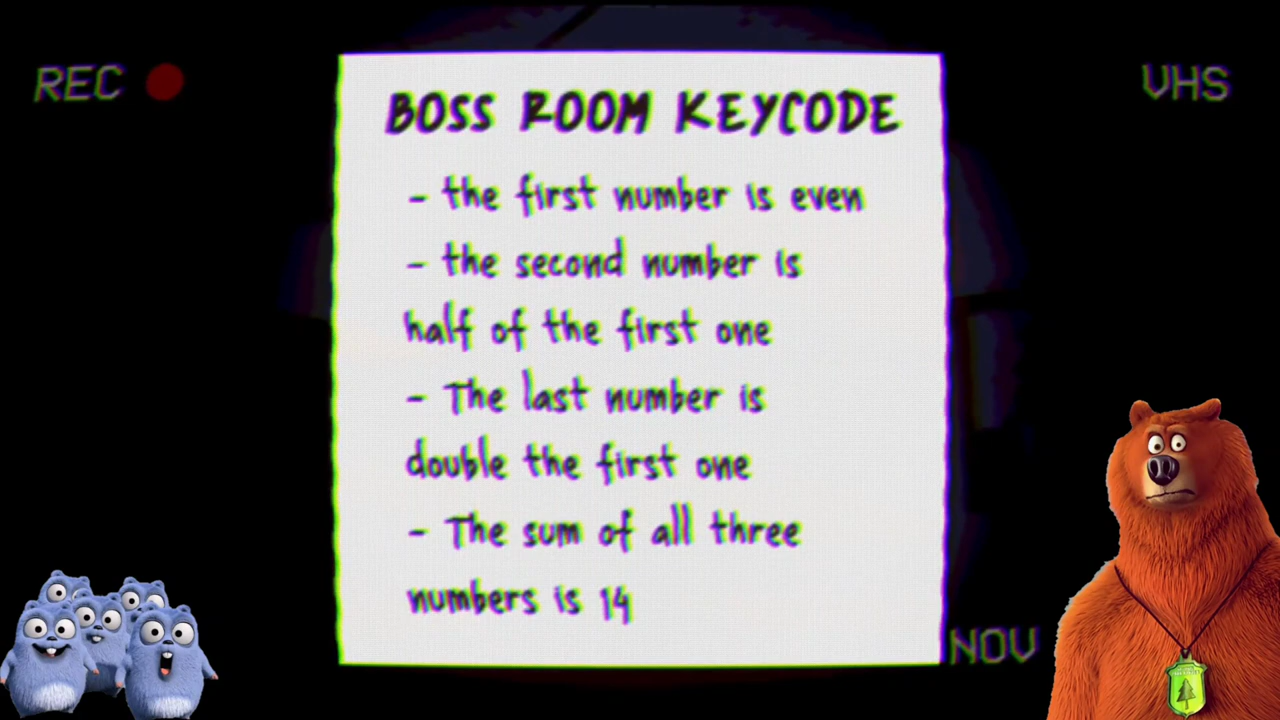 REC
VHS
BOSS ROOM KEYCODE
- the first number is even
- the second number is
half of the first one
- The last number is
double the first one
- The sum of all three
numbers is 14
NOV